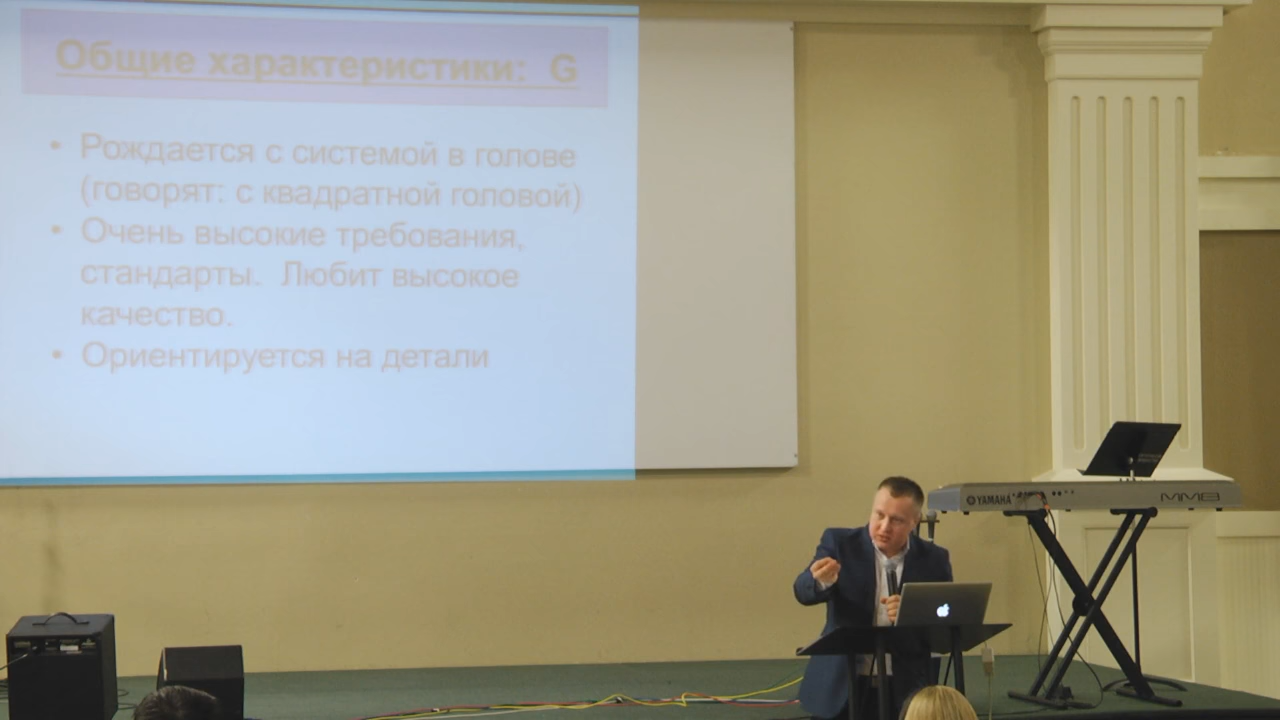 Общие характеристики: G
• Рождается с системой в голове
(говорят: с квадратной головой)
• Очень высокие требования,
стандарты. Любит высокое
качество.
• Ориентируется на детали
YAMAHA
MM8